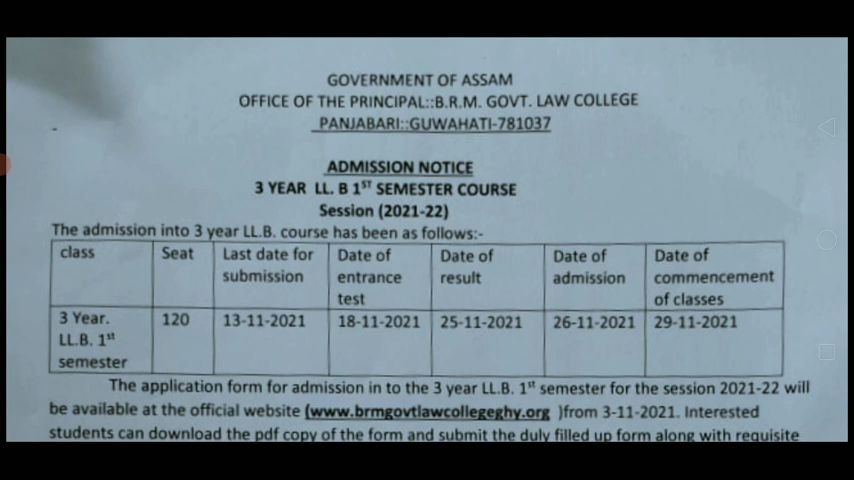 GOVERNMENT OF ASSAM
OFFICE OF THE PRINCIPAL::B.R.M. GOVT. LAW COLLEGE
PANJABARI::GUWAHATI-781037
ADMISSION NOTICE
3 YEAR LL. B 1ST SEMESTER COURSE
Session (2021-22)
The admission into 3 year LL.B. course has been as follows:-
class | Seat | Last date for submission | Date of entrance test | Date of result | Date of admission | Date of commencement of classes
3 Year. LL.B. 1st semester | 120 | 13-11-2021 | 18-11-2021 | 25-11-2021 | 26-11-2021 | 29-11-2021
The application form for admission in to the 3 year LL.B. 1st semester for the session 2021-22 will
be available at the official website (www.brmgovtlawcollegeghy.org )from 3-11-2021. Interested
students can download the pdf copy of the form and submit the duly filled up form along with requisite